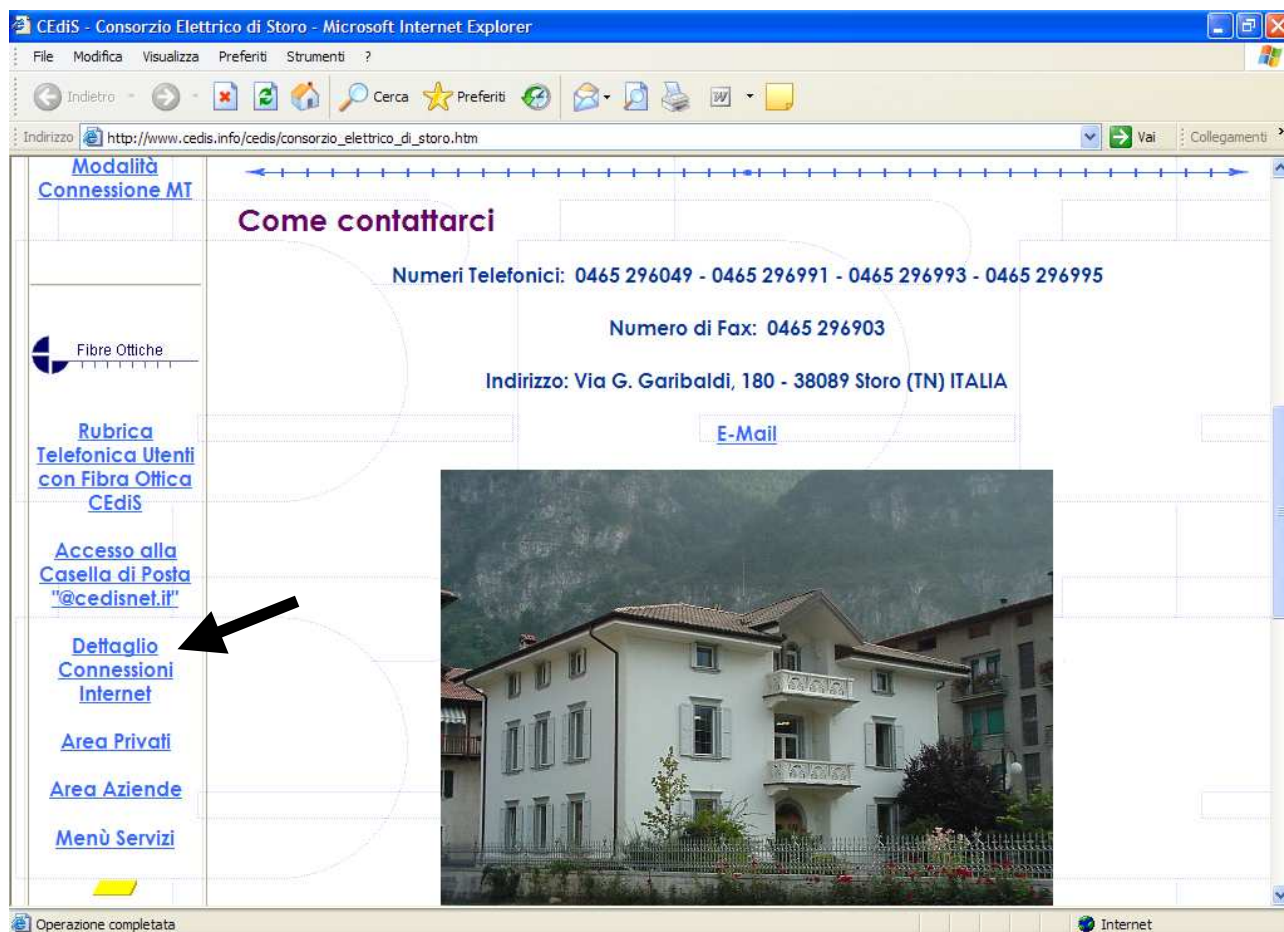 CEdiS - Consorzio Elettrico di Storo - Microsoft Internet Explorer
File Modifica Visualizza Preferiti Strumenti ?
Indietro Cerca Preferiti
Indirizzo http://www.cedis.info/cedis/consorzio_elettrico_di_storo.htm Vai Collegamenti
Modalità
Connessione MT
Fibre Ottiche
Rubrica
Telefonica Utenti
con Fibra Ottica
CEdiS
Accesso alla
Casella di Posta
"@cedisnet.it"
Dettaglio
Connessioni
Internet
Area Privati
Area Aziende
Menù Servizi
Come contattarci
Numeri Telefonici: 0465 296049 - 0465 296991 - 0465 296993 - 0465 296995
Numero di Fax: 0465 296903
Indirizzo: Via G. Garibaldi, 180 - 38089 Storo (TN) ITALIA
E-Mail
Operazione completata Internet